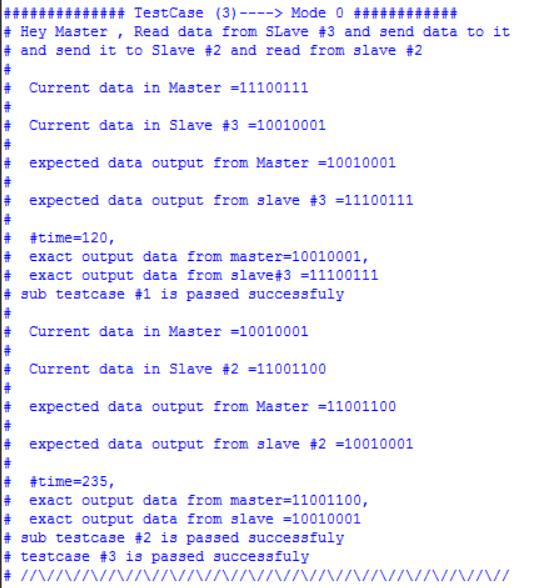 ############## TestCase (3)----> Mode 0 ############
# Hey Master , Read data from SLave #3 and send data to it
# and send it to Slave #2 and read from slave #2
#
#  Current data in Master =11100111
#
#  Current data in Slave #3 =10010001
#
#  expected data output from Master =10010001
#
#  expected data output from slave #3 =11100111
#
#  #time=120,
#  exact output data from master=10010001,
#  exact output data from slave#3 =11100111
# sub testcase #1 is passed successfuly
#
#  Current data in Master =10010001
#
#  Current data in Slave #2 =11001100
#
#  expected data output from Master =11001100
#
#  expected data output from slave #2 =10010001
#
#  #time=235,
#  exact output data from master=11001100,
#  exact output data from slave =10010001
# sub testcase #2 is passed successfuly
# testcase #3 is passed successfuly
# //\//\//\//\//\//\//\//\//\//\//\//\//\//\//\//\//\//\//